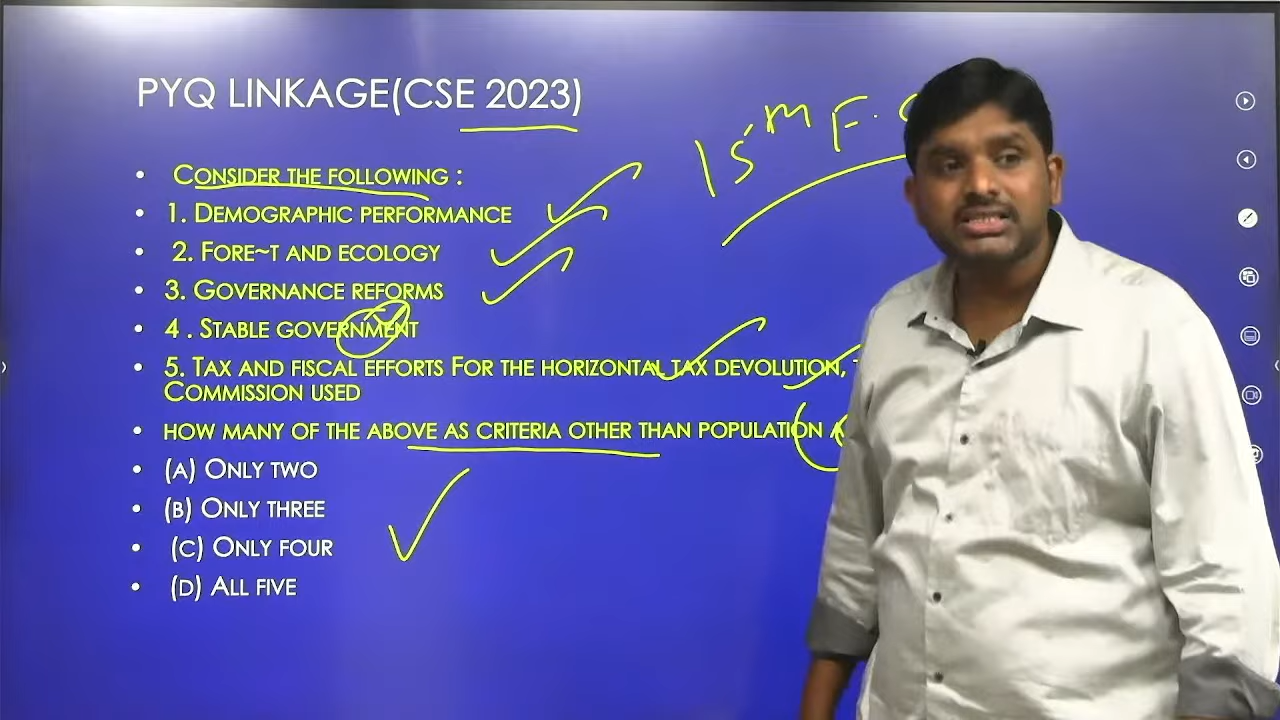 PYQ LINKAGE(CSE 2023)
15th F.
• CONSIDER THE FOLLOWING :
• 1. DEMOGRAPHIC PERFORMANCE
• 2. FORE~T AND ECOLOGY
• 3. GOVERNANCE REFORMS
• 4 . STABLE GOVERNMENT
• 5. TAX AND FISCAL EFFORTS FOR THE HORIZONTAL TAX DEVOLUTION,
COMMISSION USED
• HOW MANY OF THE ABOVE AS CRITERIA OTHER THAN POPULATION
• (A) ONLY TWO
• (B) ONLY THREE
• (C) ONLY FOUR
• (D) ALL FIVE